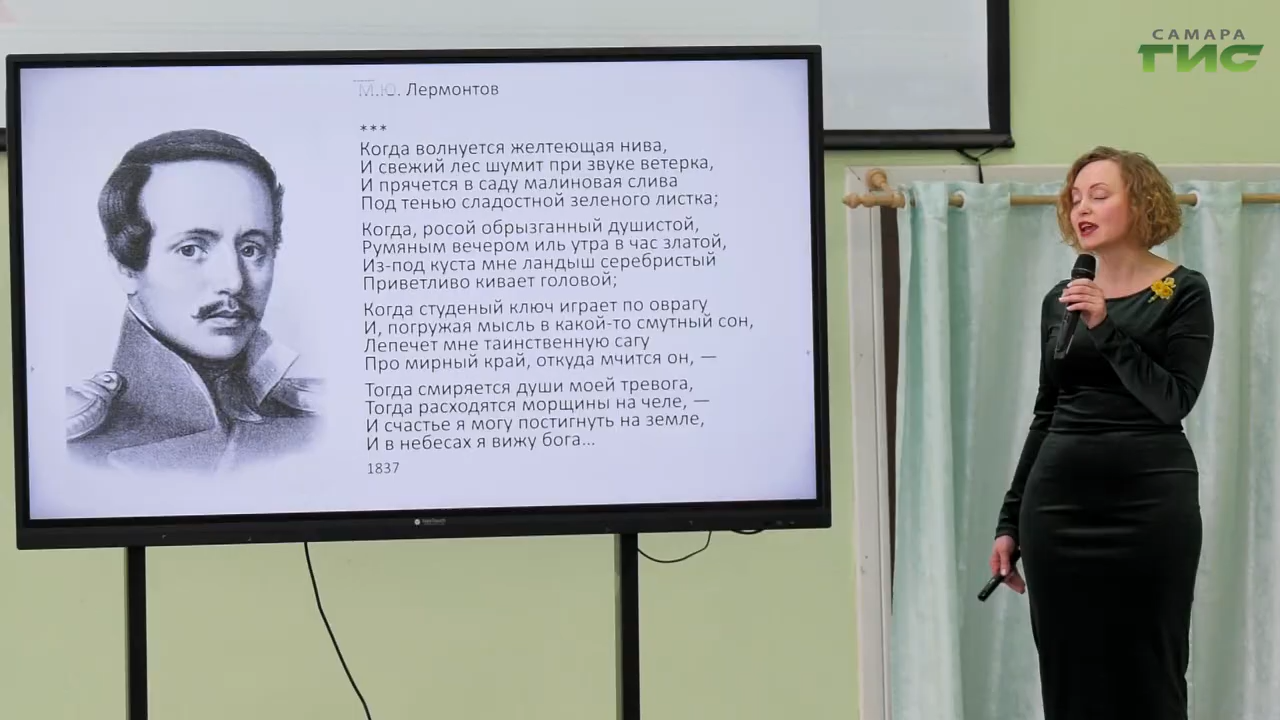 САМАРА
ГИС
М.Ю. Лермонтов
***
Когда волнуется желтеющая нива,
И свежий лес шумит при звуке ветерка,
И прячется в саду малиновая слива
Под тенью сладостной зеленого листка;
Когда, росой обрызганный душистой,
Румяным вечером иль утра в час златой,
Из-под куста мне ландыш серебристый
Приветливо кивает головой;
Когда студеный ключ играет по оврагу
И, погружая мысль в какой-то смутный сон,
Лепечет мне таинственную сагу
Про мирный край, откуда мчится он, —
Тогда смиряется души моей тревога,
Тогда расходятся морщины на челе, —
И счастье я могу постигнуть на земле,
И в небесах я вижу бога...
1837